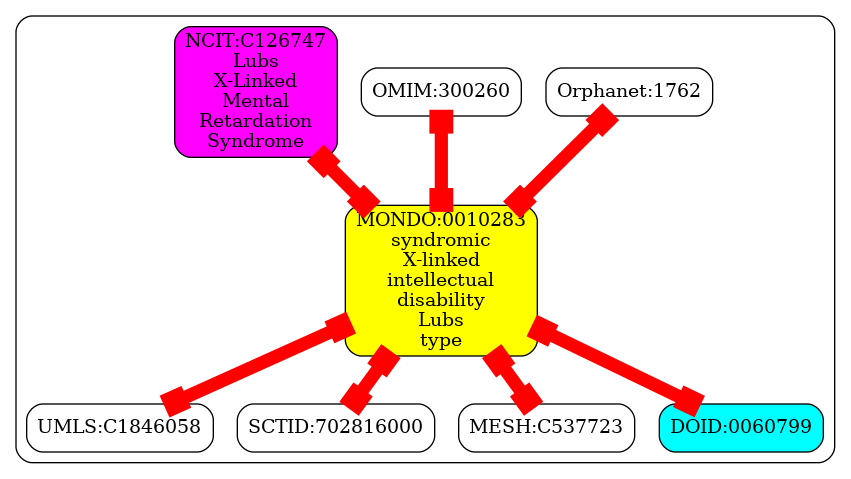 NCIT:C126747
Lubs
X-Linked
Mental
Retardation
Syndrome
OMIM:300260
Orphanet:1762
MONDO:0010283
syndromic
X-linked
intellectual
disability
Lubs
type
UMLS:C1846058
SCTID:702816000
MESH:C537723
DOID:0060799